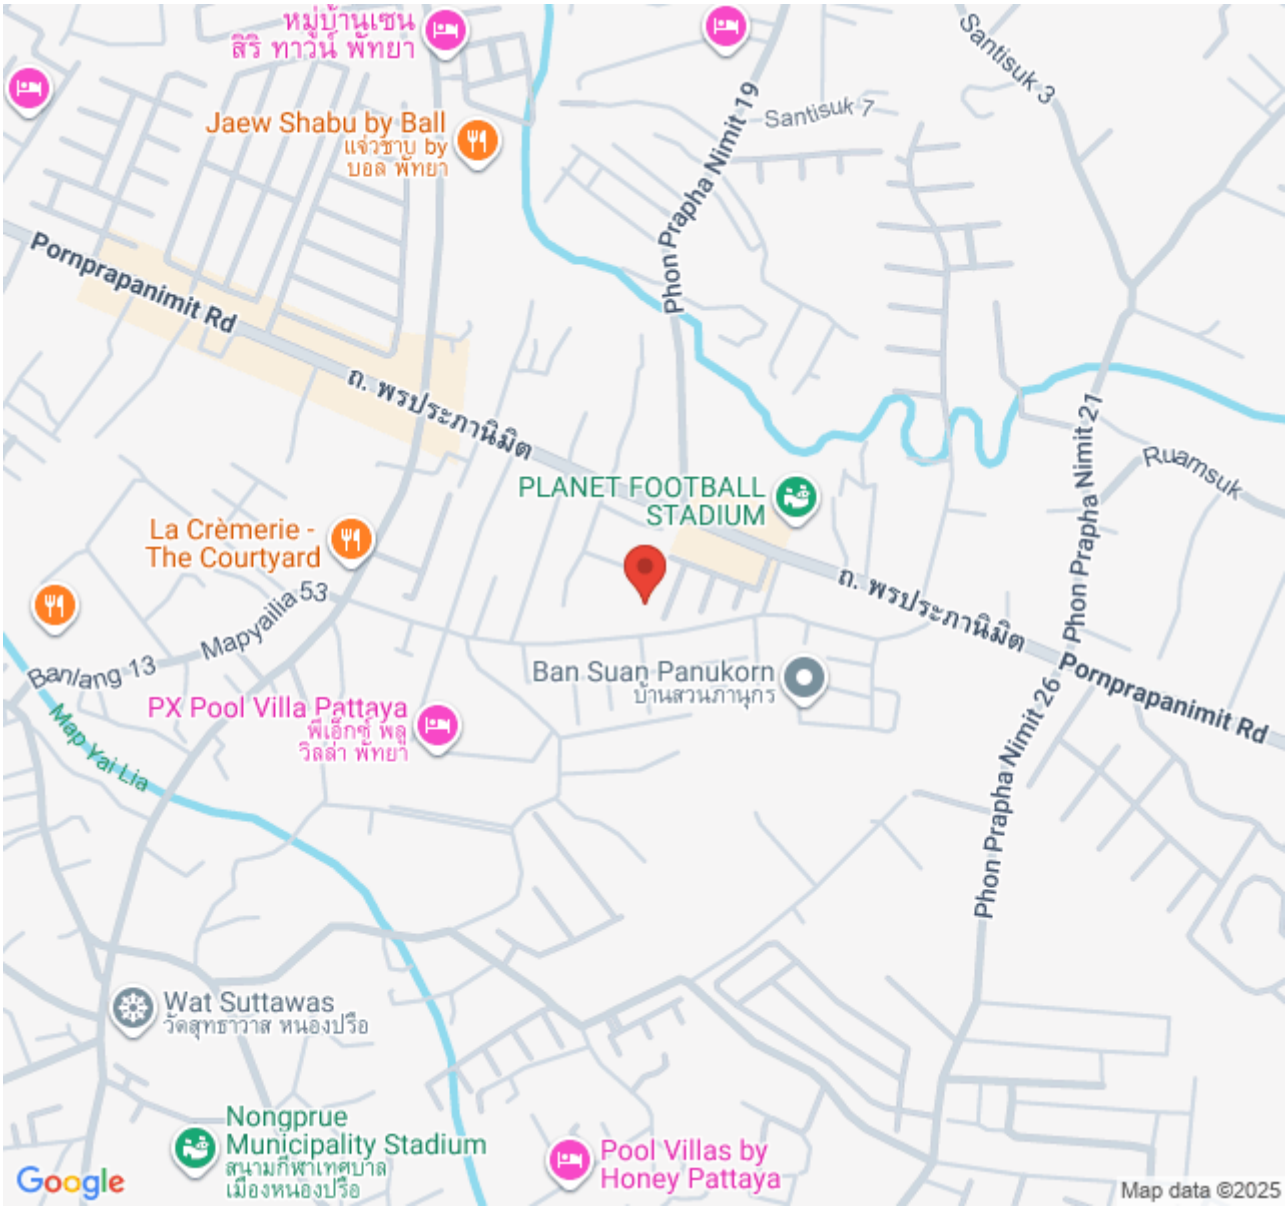 หมู่บ้านเซน
สิริ ทาวน์ พัทยา
Santisuk 3
Phon Prapha Nimit 19
Santisuk 7
Jaew Shabu by Ball
แจ่วชาบู by
บอล พัทยา
Pornprapanimit Rd
ถ. พรประภานิมิต
Phon Prapha Nimit 21
Ruamsuk
PLANET FOOTBALL
STADIUM
La Crèmerie -
The Courtyard
Mapyailia 53
ถ. พรประภานิมิต
Banlang 13
Ban Suan Panukorn
บ้านสวนภานุกร
Pornprapanimit Rd
PX Pool Villa Pattaya
พีเอ็กซ์ พลู
วิลล่า พัทยา
Map Yai Lia
Phon Prapha Nimit 26
Wat Suttawas
วัดสุทธาวาส หนองปรือ
Nongprue
Municipality Stadium
สนามกีฬาเทศบาล
เมืองหนองปรือ
Pool Villas by
Honey Pattaya
Google
Map data ©2025